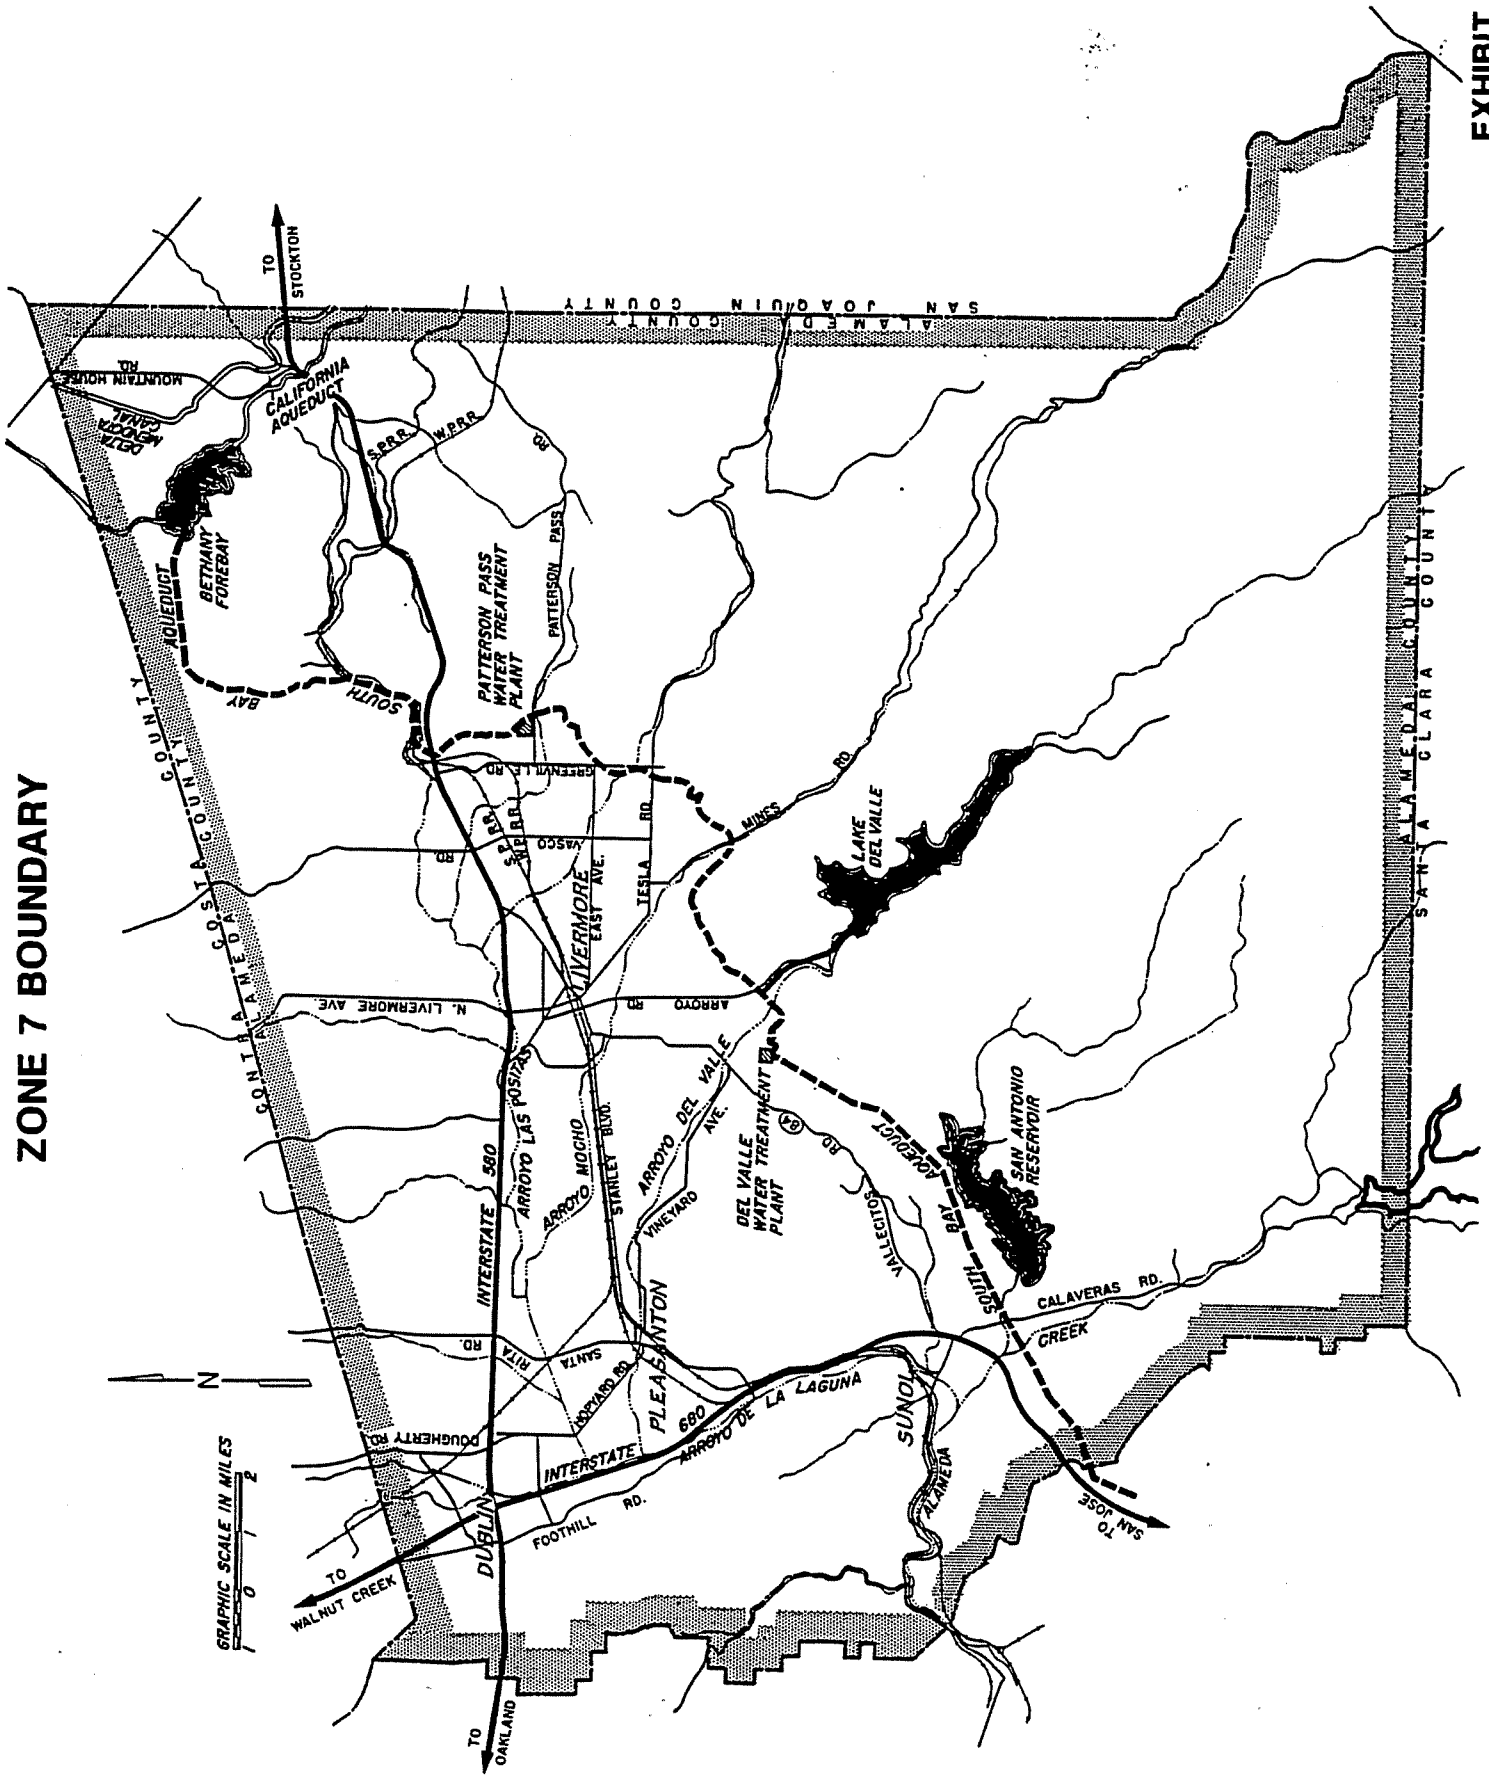 ZONE 7 BOUNDARY
GRAPHIC SCALE IN MILES
1 0 2
N
TO
WALNUT CREEK
TO
OAKLAND
TO
STOCKTON
TO
SAN JOSE
CONTRA COSTA COUNTY
ALAMEDA COUNTY
SAN JOAQUIN COUNTY
ALAMEDA COUNTY
ALAMEDA COUNTY
SANTA CLARA COUNTY
MOUNTAIN HOUSE
RD.
DELTA
MENDOTA
CANAL
CALIFORNIA
AQUEDUCT
BETHANY
FOREBAY
SOUTH BAY AQUEDUCT
S.P.R.R.
W.P.R.R.
PATTERSON PASS RD.
PATTERSON PASS
WATER TREATMENT
PLANT
GREENVILLE RD
S.P.R.R.
W.P.R.R.
VASCO RD.
LIVERMORE
EAST AVE.
TESLA RD
MINES RD
N. LIVERMORE AVE.
ARROYO RD
LAKE
DEL VALLE
DUBLIN
DOUGHERTY RD.
FOOTHILL RD.
INTERSTATE 580
ARROYO LAS POSITAS
ARROYO MOCHO
STANLEY BLVD.
SANTA RITA RD.
HOPYARD RD
PLEASANTON
INTERSTATE 680
ARROYO DE LA LAGUNA
ARROYO DEL VALLE
VINEYARD AVE.
DEL VALLE
WATER TREATMENT
PLANT
84
VALLECITOS RD.
SOUTH BAY AQUEDUCT
SAN ANTONIO
RESERVOIR
SUNOL
CALAVERAS RD.
ALAMEDA CREEK
EXHIBIT